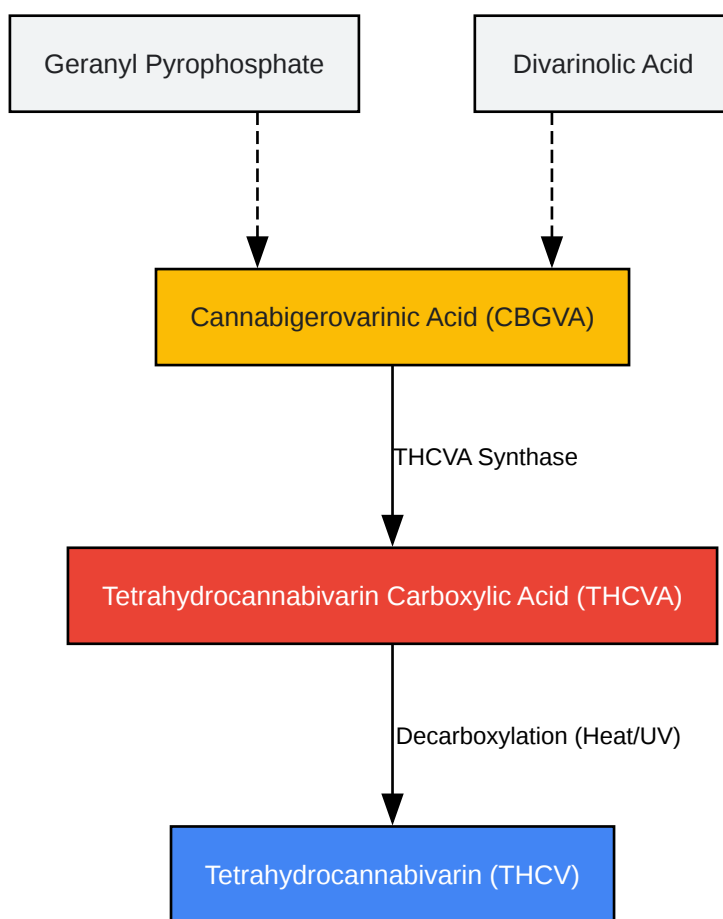 Geranyl Pyrophosphate
Divarinolic Acid
Cannabigerovarinic Acid (CBGVA)
THCVA Synthase
Tetrahydrocannabivarin Carboxylic Acid (THCVA)
Decarboxylation (Heat/UV)
Tetrahydrocannabivarin (THCV)